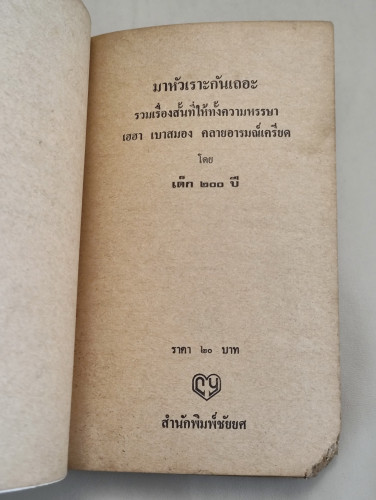 มาหัวเราะกันเถอะ
รวมเรื่องสั้นที่ให้ทั้งความหรรษา
เฮฮา เบาสมอง คลายอารมณ์เครียด
โดย
เด๊ก ๒๐๐ ปี
ราคา ๒๐ บาท
สำนักพิมพ์ชัยยศ